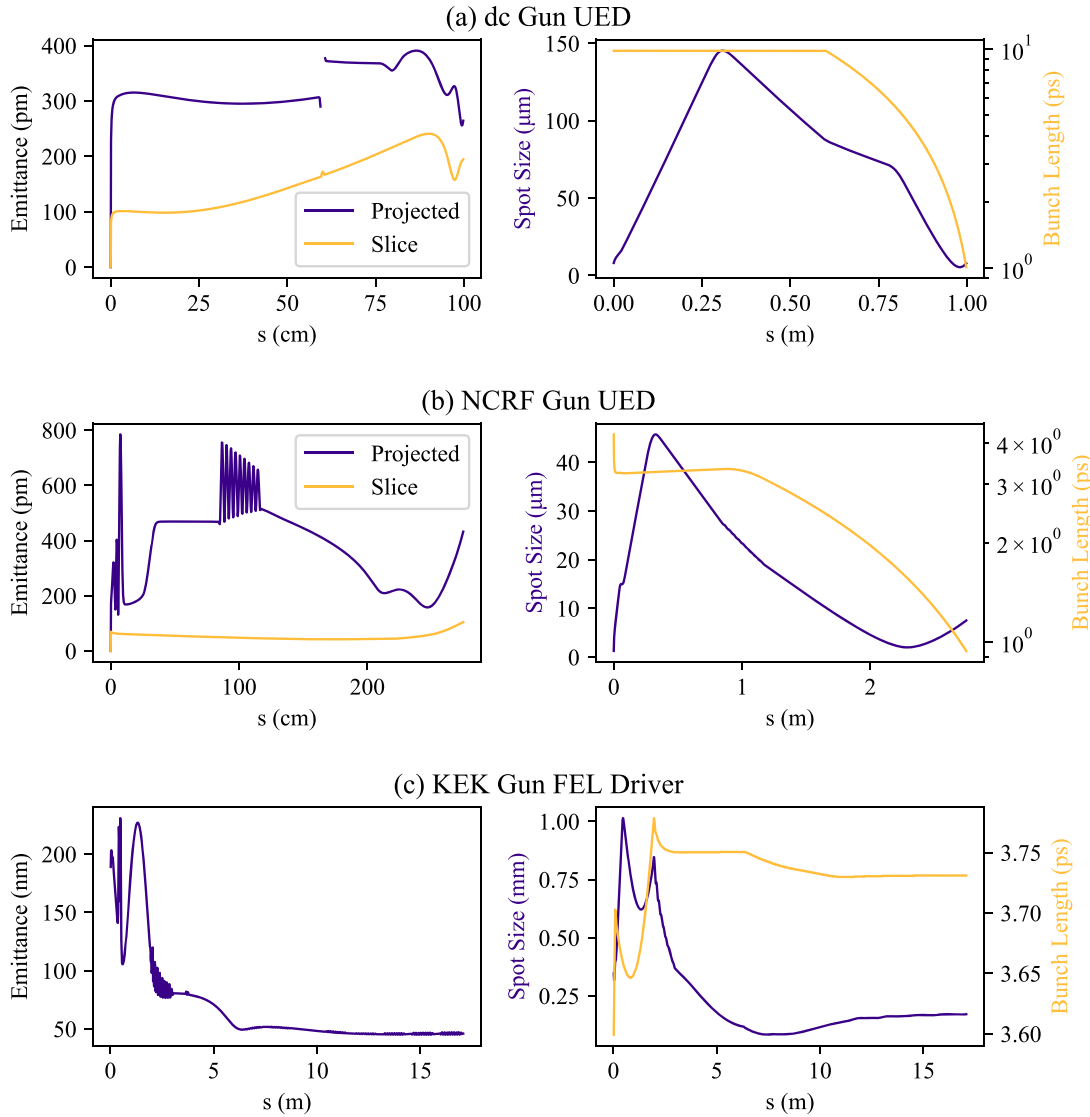 (a) dc Gun UED
Emittance (pm)
400
300
200
100
0
Projected
Slice
0 25 50 75 100
s (cm)
Spot Size (μm)
150
100
50
0
Bunch Length (ps)
10¹
10⁰
0.00 0.25 0.50 0.75 1.00
s (m)
(b) NCRF Gun UED
Emittance (pm)
800
600
400
200
0
Projected
Slice
0 100 200
s (cm)
Spot Size (μm)
40
30
20
10
0
Bunch Length (ps)
4 × 10⁰
3 × 10⁰
2 × 10⁰
10⁰
0 1 2
s (m)
(c) KEK Gun FEL Driver
Emittance (nm)
200
150
100
50
0 5 10 15
s (m)
Spot Size (mm)
1.00
0.75
0.50
0.25
Bunch Length (ps)
3.75
3.70
3.65
3.60
0 5 10 15
s (m)